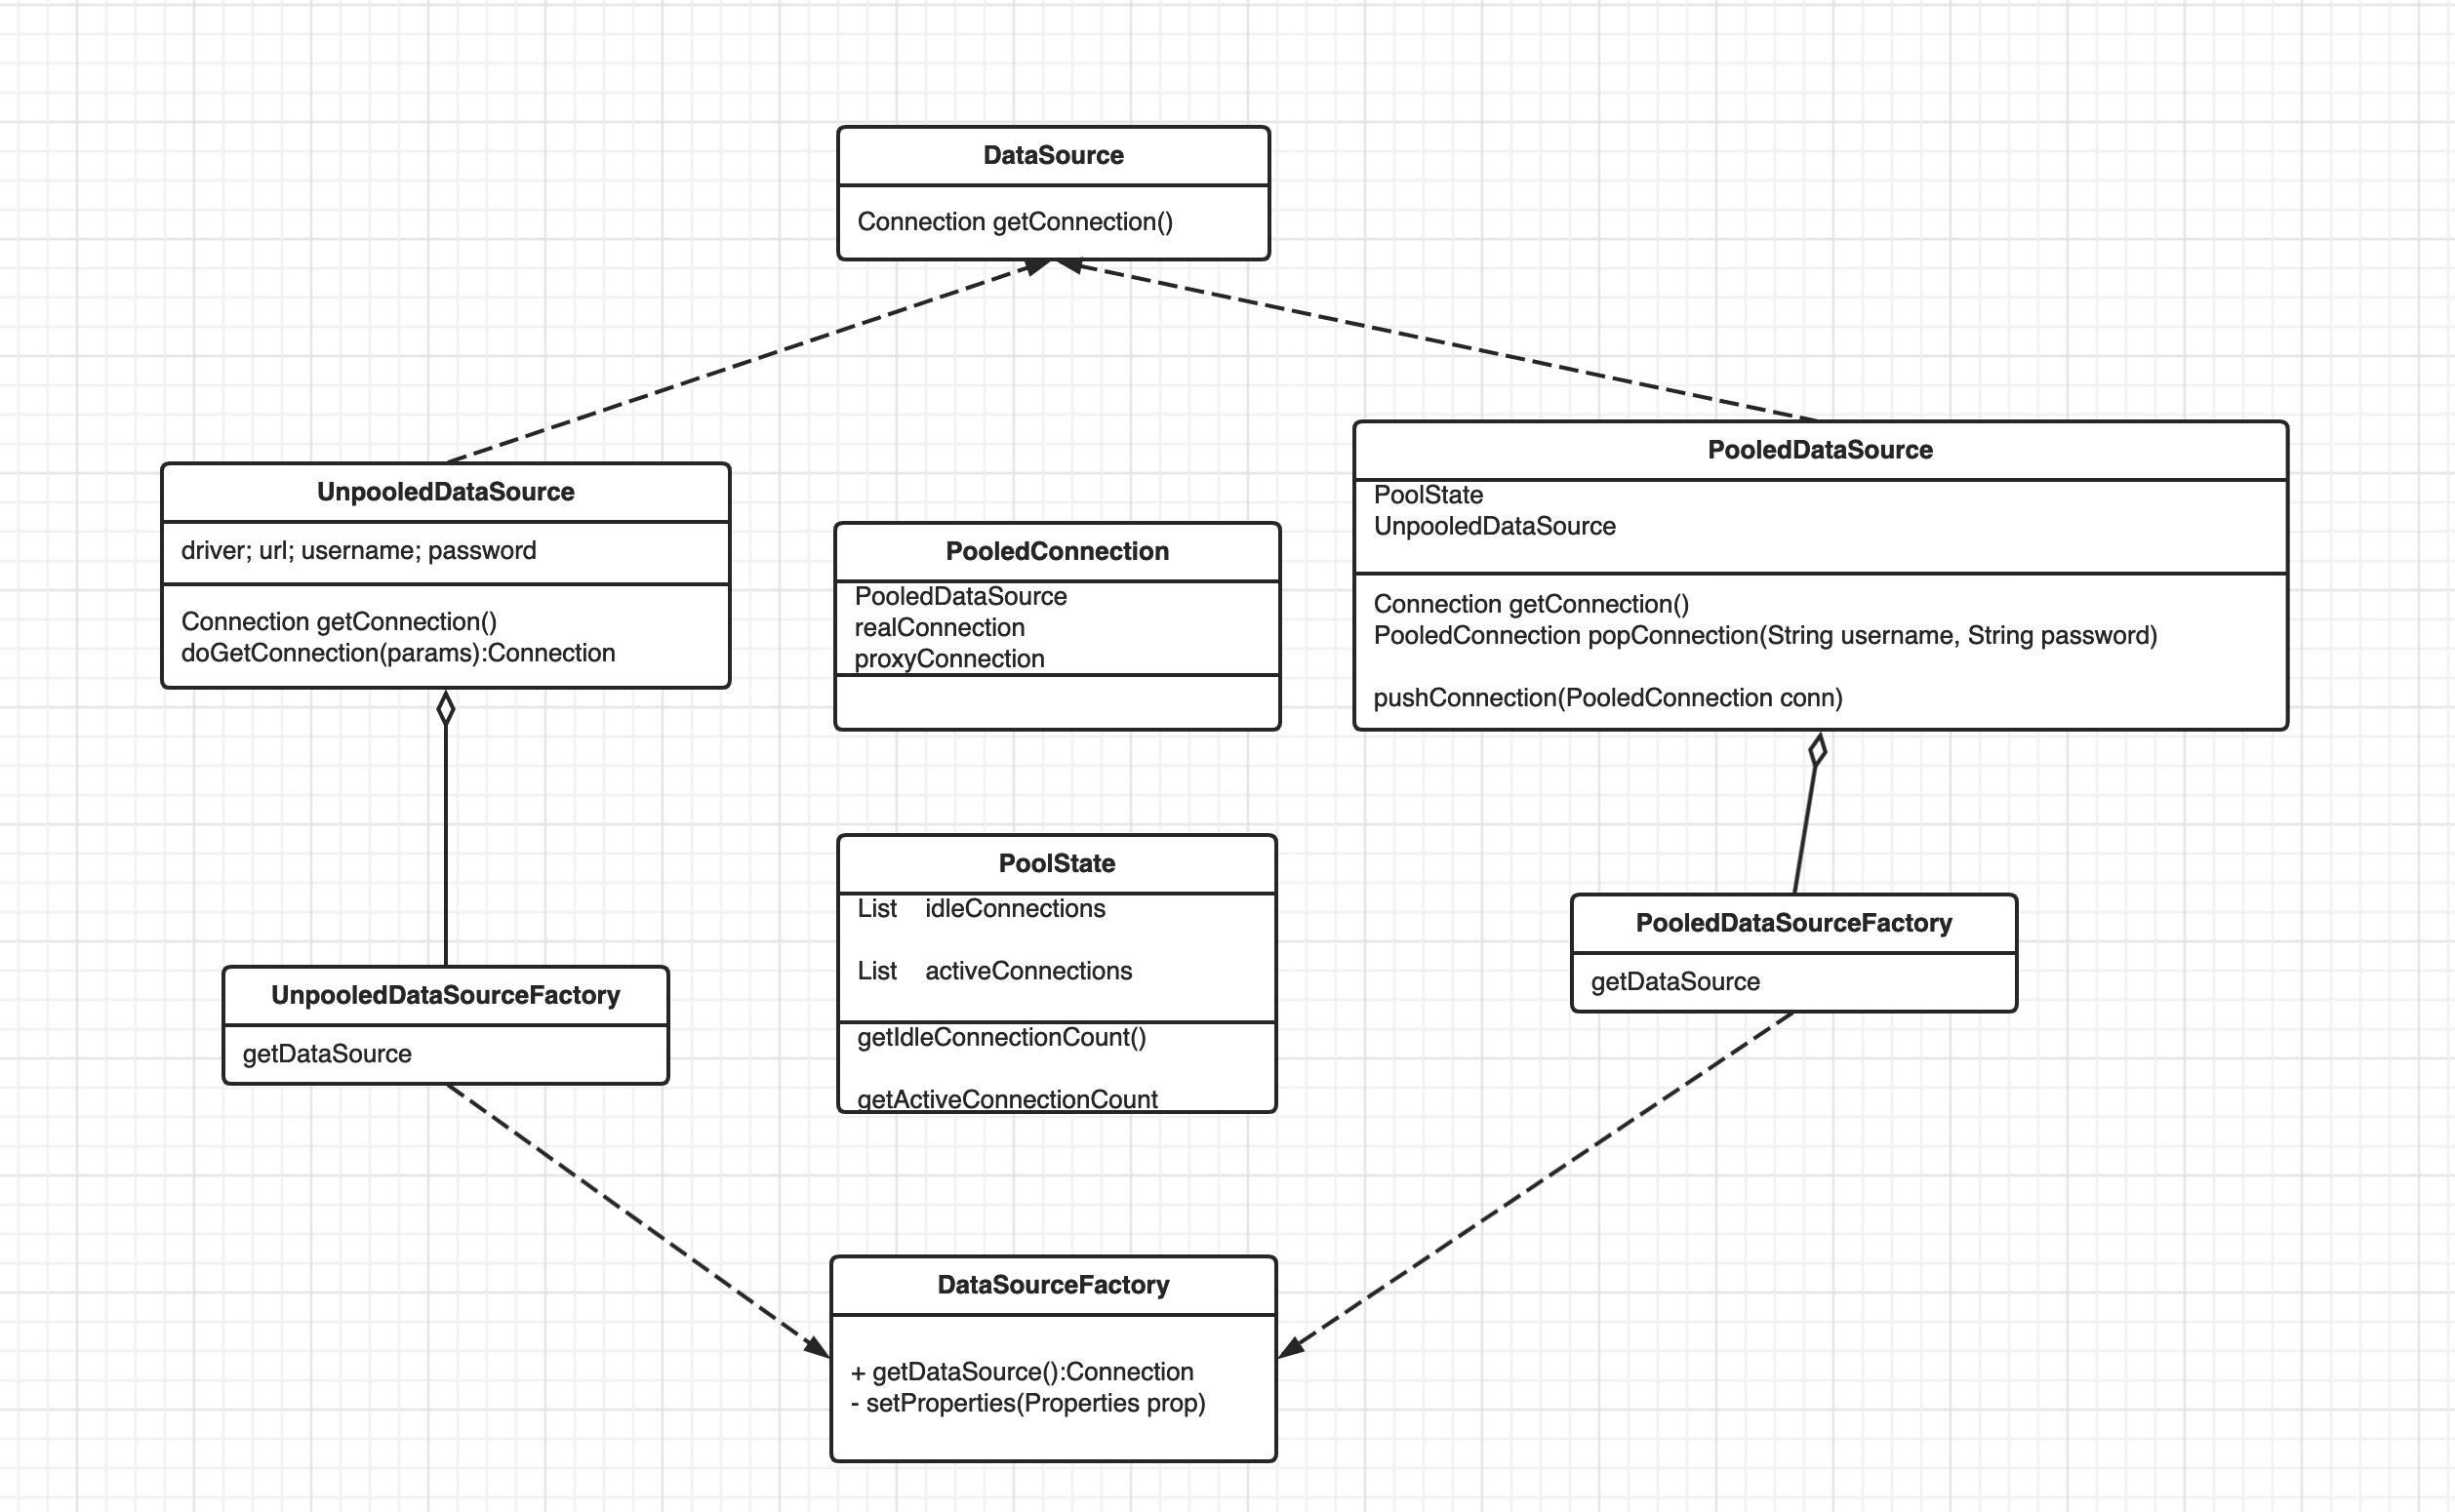 DataSource
Connection getConnection()
UnpooledDataSource
driver; url; username; password
Connection getConnection()
doGetConnection(params):Connection
PooledConnection
PooledDataSource
realConnection
proxyConnection
PooledDataSource
PoolState
UnpooledDataSource
Connection getConnection()
PooledConnection popConnection(String username, String password)
pushConnection(PooledConnection conn)
PoolState
List idleConnections
List activeConnections
getIdleConnectionCount()
getActiveConnectionCount
UnpooledDataSourceFactory
getDataSource
PooledDataSourceFactory
getDataSource
DataSourceFactory
+ getDataSource():Connection
- setProperties(Properties prop)